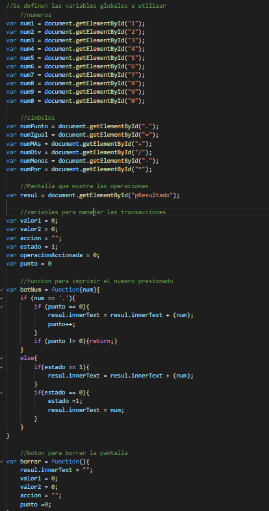 //Se definen las variables globales a utilizar
//numeros
var num1 = document.getElementById("1");
var num2 = document.getElementById("2");
var num3 = document.getElementById("3");
var num4 = document.getElementById("4");
var num5 = document.getElementById("5");
var num6 = document.getElementById("6");
var num7 = document.getElementById("7");
var num8 = document.getElementById("8");
var num9 = document.getElementById("9");
var num0 = document.getElementById("0");
//simbolos
var numPunto = document.getElementById(".");
var numIgual = document.getElementById("=");
var numMAs = document.getElementById("+");
var numDiv = document.getElementById("/");
var numMenos = document.getElementById("-");
var numPor = document.getElementById("*");
//Pantalla que mustra las operaciones
var resul = document.getElementById("pResultado");
//variables para manejar las transacciones
var valor1 = 0;
var valor2 = 0;
var accion = "";
var estado = 1;
var operacionAccionada = 0;
var punto = 0
//funcion para imprimir el numero presionado
var botNum = function(num){
if (num == '.'){
if (punto == 0){
resul.innerText = resul.innerText + (num);
punto++;
}
if (punto != 0){return;}
}
else{
if(estado == 1){
resul.innerText = resul.innerText + (num);
}
if(estado == 0){
estado =1;
resul.innerText = num;
}
}
}
//boton para borrar la pantalla
var borrar = function(){
resul.innerText = "";
valor1 = 0;
valor2 = 0;
accion = "";
punto =0;